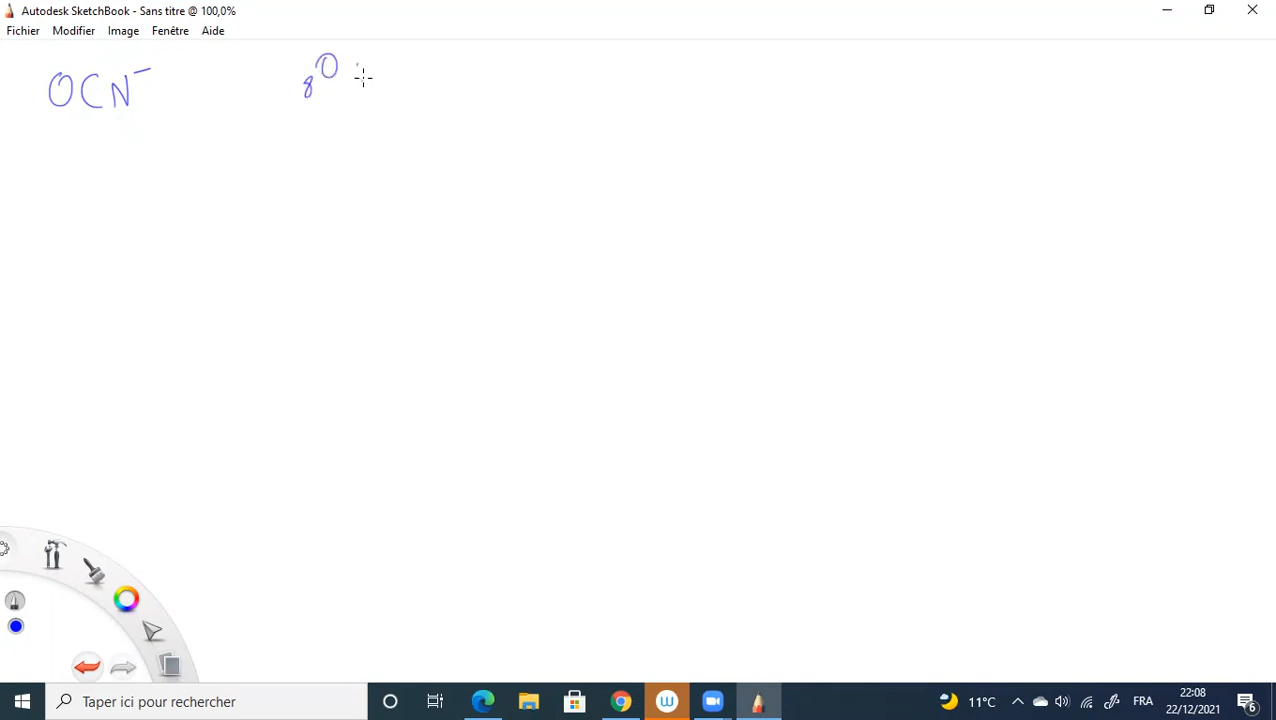 Autodesk SketchBook - Sans titre @ 100,0%
Fichier Modifier Image Fenêtre Aide
OCN⁻ ₈O :
Taper ici pour rechercher
W
11°C
FRA
22:08
22/12/2021
6